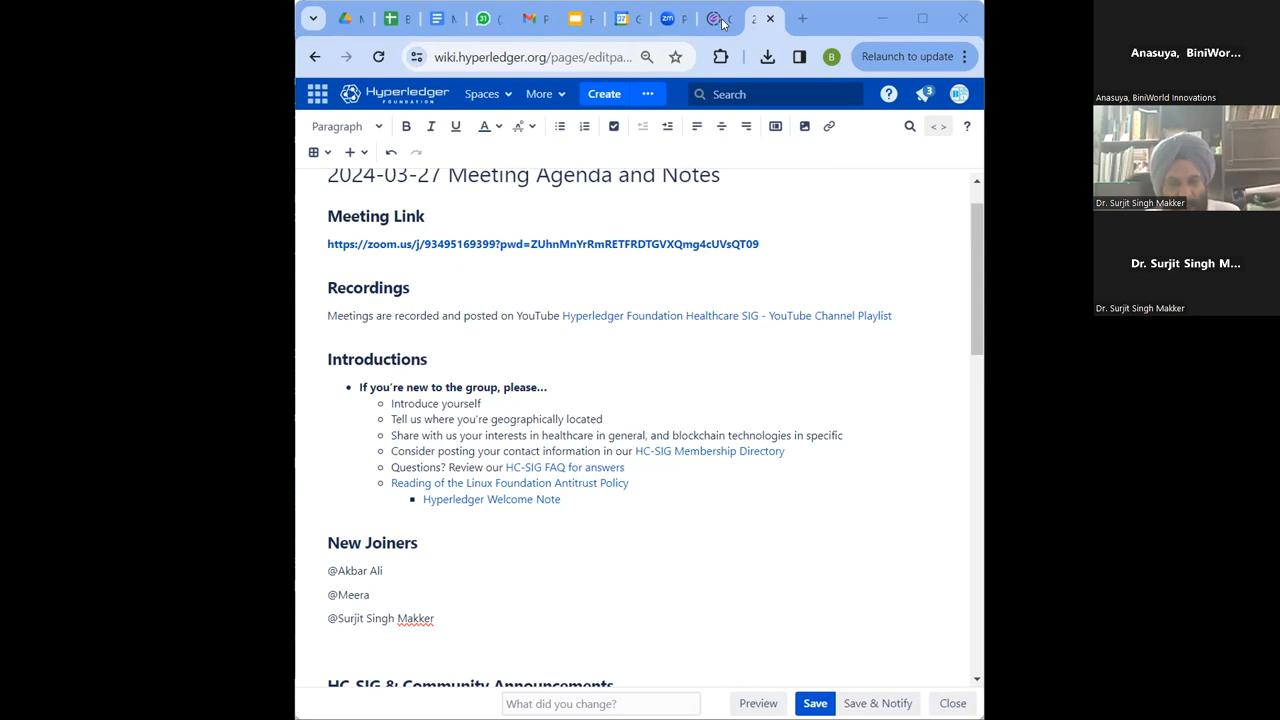 wiki.hyperledger.org/pages/editpa...
Relaunch to update
HYPERLEDGER
FOUNDATION
Spaces
More
Create
Search
3
Paragraph
B
I
U
A
2024-03-27 Meeting Agenda and Notes
Meeting Link
https://zoom.us/j/93495169399?pwd=ZUhnMnYrRmRETFRDTGVXQmg4cUVsQT09
Recordings
Meetings are recorded and posted on YouTube Hyperledger Foundation Healthcare SIG - YouTube Channel Playlist
Introductions
If you're new to the group, please...
Introduce yourself
Tell us where you're geographically located
Share with us your interests in healthcare in general, and blockchain technologies in specific
Consider posting your contact information in our HC-SIG Membership Directory
Questions? Review our HC-SIG FAQ for answers
Reading of the Linux Foundation Antitrust Policy
Hyperledger Welcome Note
New Joiners
@Akbar Ali
@Meera
@Surjit Singh Makker
HC-SIG & Community Announcements
What did you change?
Preview
Save
Save & Notify
Close
Anasuya, BiniWor...
Anasuya, BiniWorld Innovations
Dr. Surjit Singh Makker
Dr. Surjit Singh M...
Dr. Surjit Singh Makker